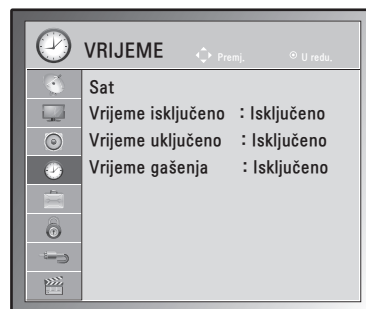 VRIJEME Premj. U redu.
Sat
Vrijeme isključeno : Isključeno
Vrijeme uključeno : Isključeno
Vrijeme gašenja : Isključeno